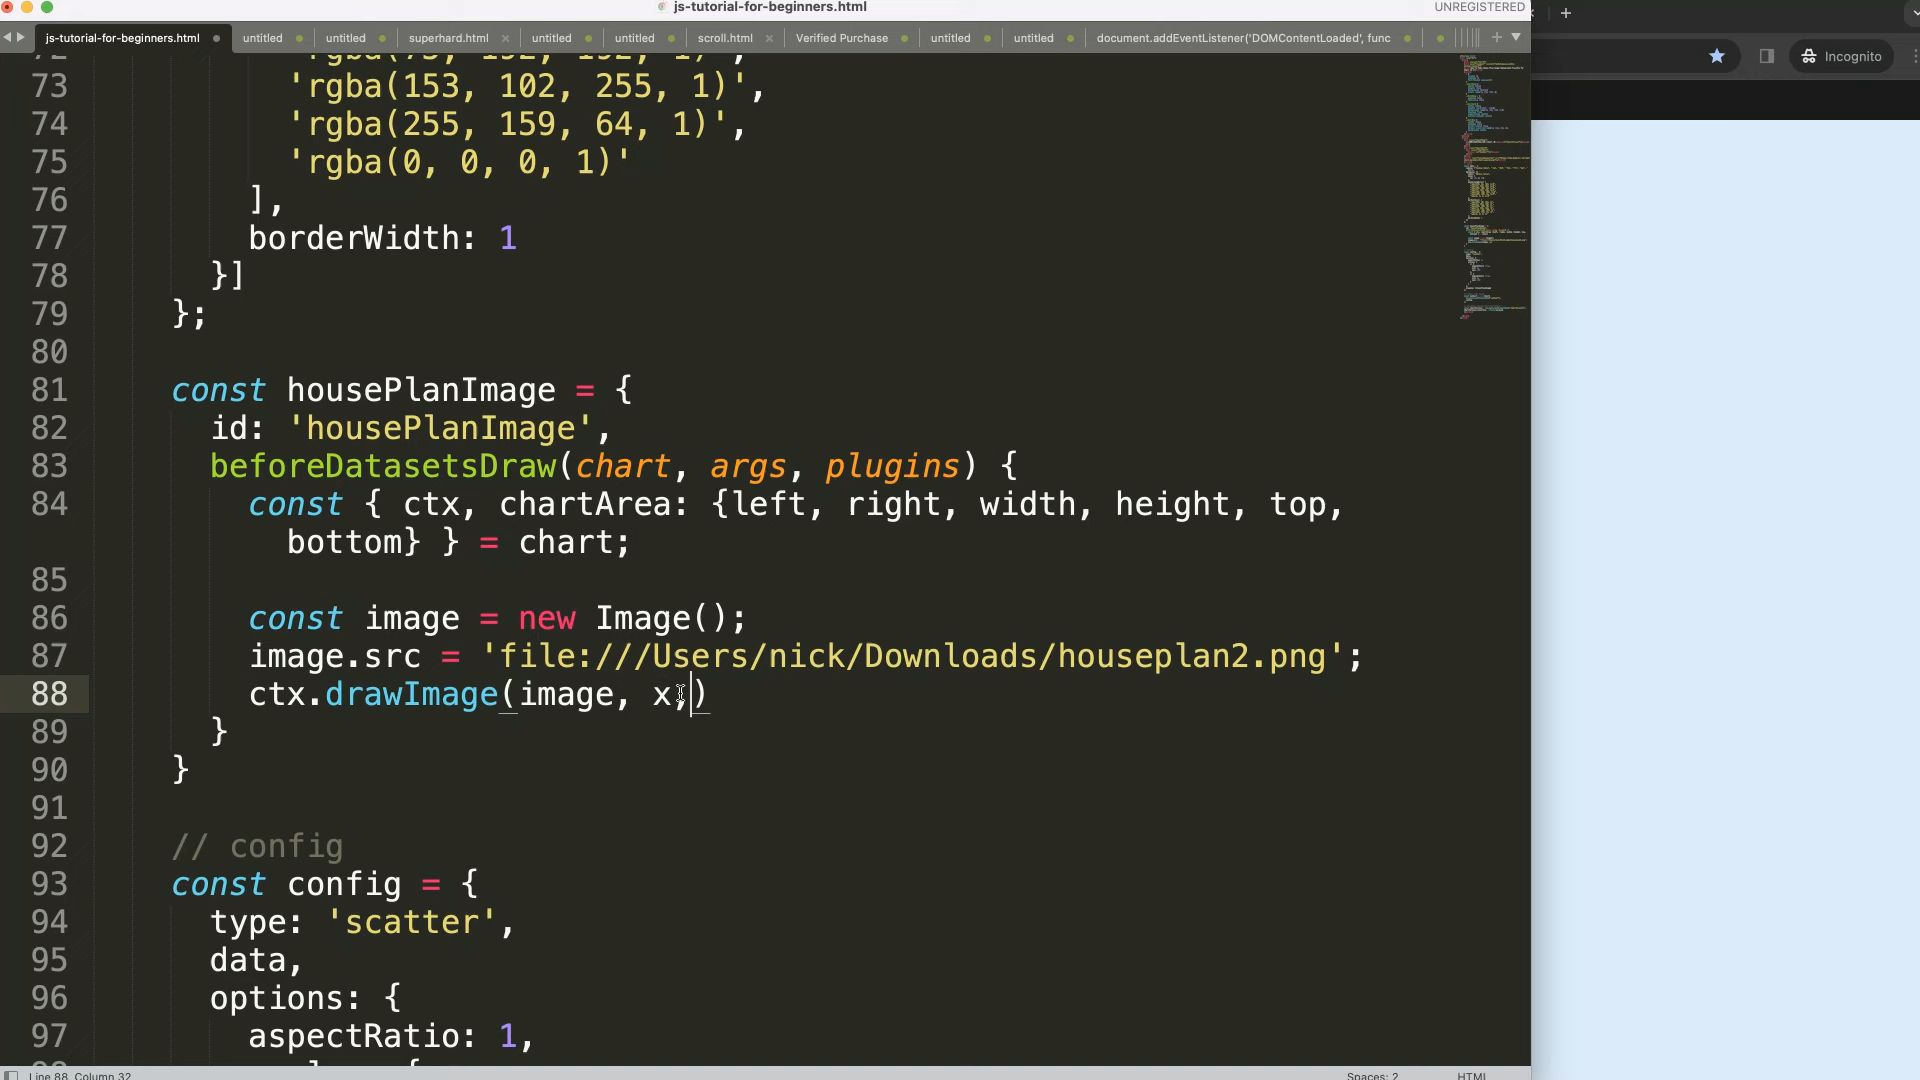 js-tutorial-for-beginners.html
UNREGISTERED
js-tutorial-for-beginners.html
untitled
untitled
superhard.html
untitled
untitled
scroll.html
Verified Purchase
untitled
untitled
document.addEventListener('DOMContentLoaded', func
Incognito
73 'rgba(153, 102, 255, 1)',
74 'rgba(255, 159, 64, 1)',
75 'rgba(0, 0, 0, 1)'
76 ],
77 borderWidth: 1
78 }]
79 };
80
81 const housePlanImage = {
82 id: 'housePlanImage',
83 beforeDatasetsDraw(chart, args, plugins) {
84 const { ctx, chartArea: {left, right, width, height, top,
bottom} } = chart;
85
86 const image = new Image();
87 image.src = 'file:///Users/nick/Downloads/houseplan2.png';
88 ctx.drawImage(image, x,)
89 }
90 }
91
92 // config
93 const config = {
94 type: 'scatter',
95 data,
96 options: {
97 aspectRatio: 1,
Line 88, Column 32
Spaces: 2
HTML